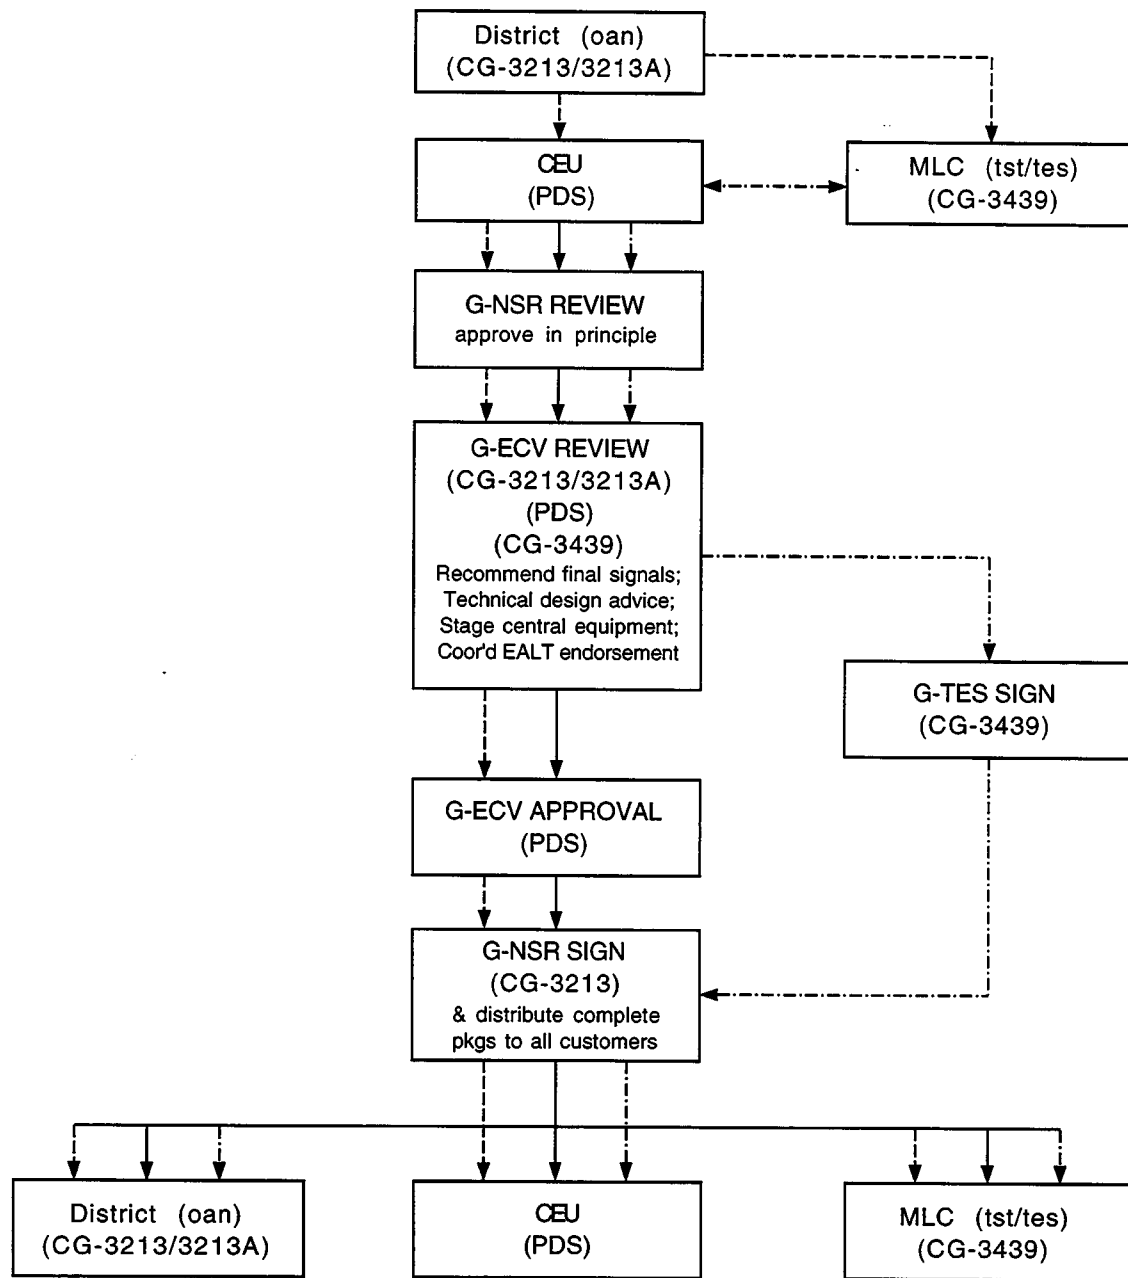 District (oan)
(CG-3213/3213A)
CEU
(PDS)
MLC (tst/tes)
(CG-3439)
G-NSR REVIEW
approve in principle
G-ECV REVIEW
(CG-3213/3213A)
(PDS)
(CG-3439)
Recommend final signals;
Technical design advice;
Stage central equipment;
Coor'd EALT endorsement
G-TES SIGN
(CG-3439)
G-ECV APPROVAL
(PDS)
G-NSR SIGN
(CG-3213)
& distribute complete
pkgs to all customers
District (oan)
(CG-3213/3213A)
CEU
(PDS)
MLC (tst/tes)
(CG-3439)